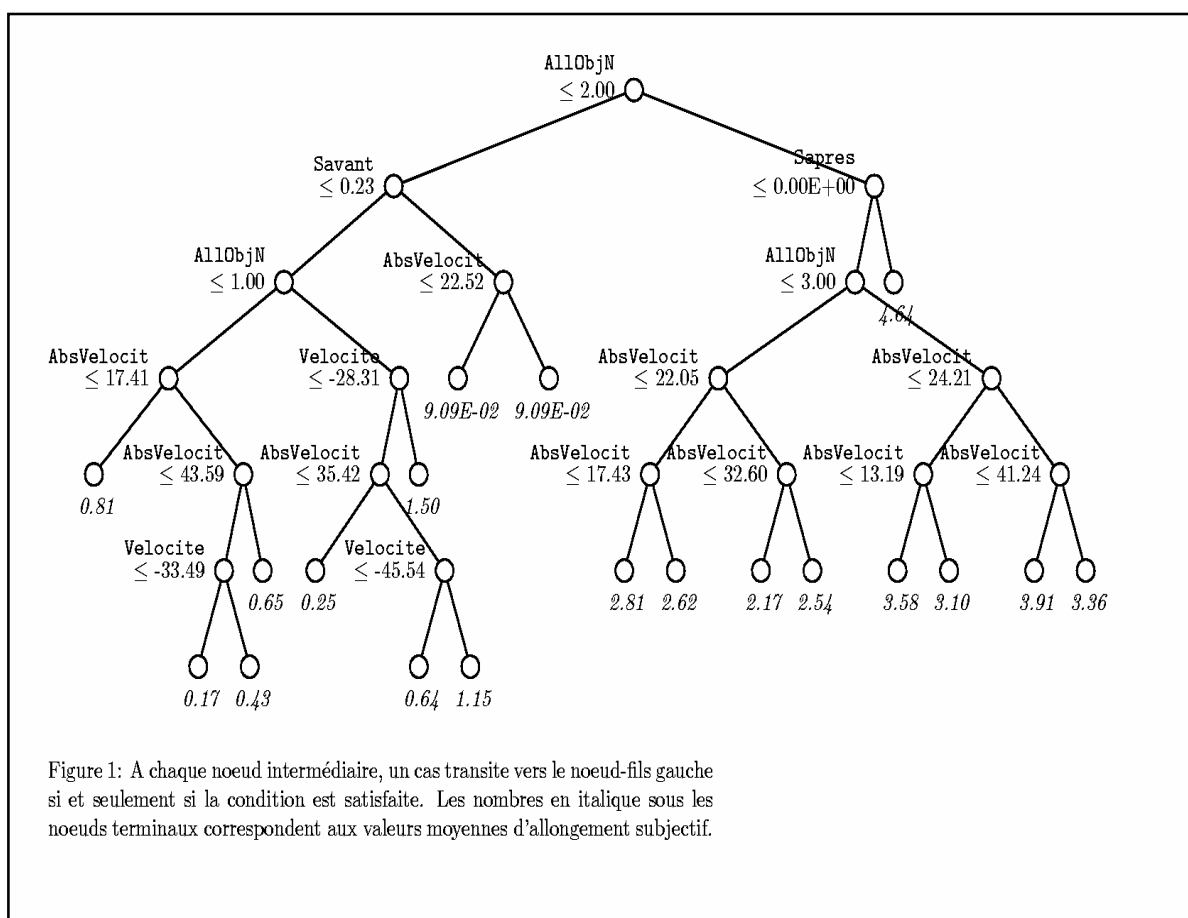 AllObjN
≤ 2.00
Savant
≤ 0.23
Sapres
≤ 0.00E+00
AllObjN
≤ 1.00
AbsVelocit
≤ 22.52
AllObjN
≤ 3.00
4.64
AbsVelocit
≤ 17.41
Velocite
≤ -28.31
9.09E-02
9.09E-02
AbsVelocit
≤ 22.05
AbsVelocit
≤ 24.21
0.81
AbsVelocit
≤ 43.59
AbsVelocit
≤ 35.42
1.50
AbsVelocit
≤ 17.43
AbsVelocit
≤ 32.60
AbsVelocit
≤ 13.19
AbsVelocit
≤ 41.24
Velocite
≤ -33.49
0.65
0.25
Velocite
≤ -45.54
2.81
2.62
2.17
2.54
3.58
3.10
3.91
3.36
0.17
0.43
0.64
1.15
Figure 1: A chaque noeud intermédiaire, un cas transite vers le noeud-fils gauche
si et seulement si la condition est satisfaite. Les nombres en italique sous les
noeuds terminaux correspondent aux valeurs moyennes d'allongement subjectif.